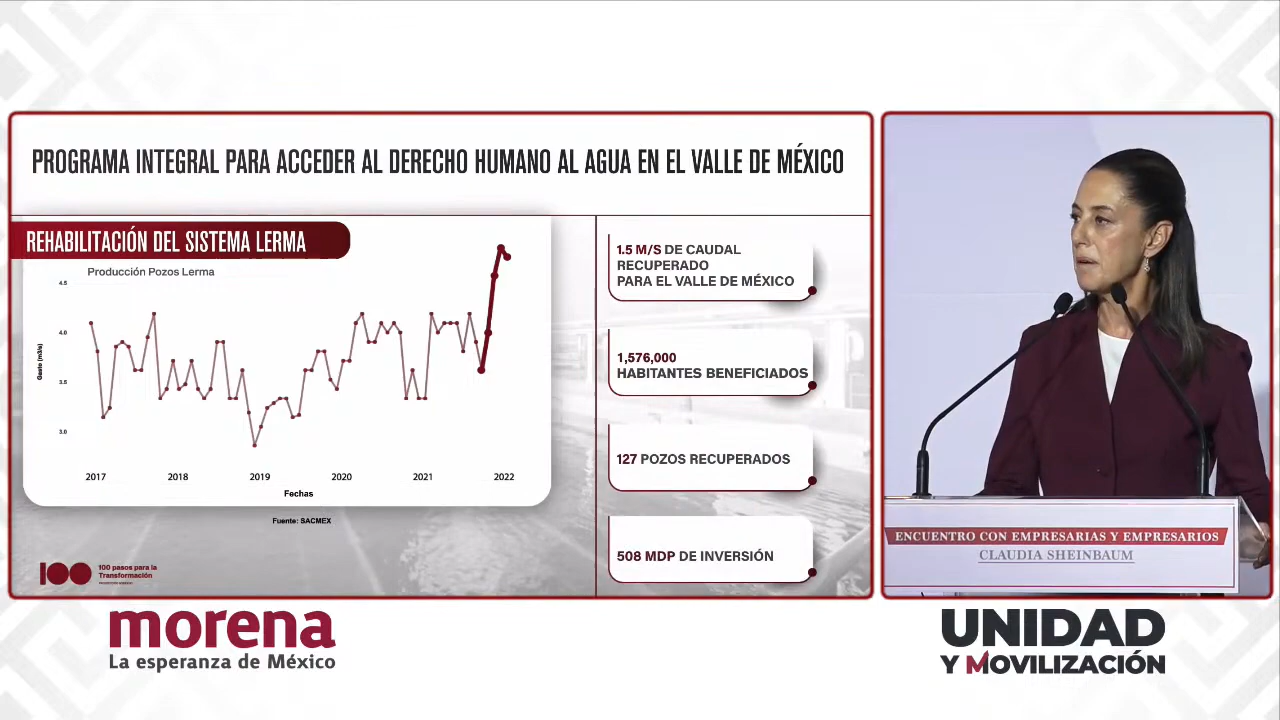 PROGRAMA INTEGRAL PARA ACCEDER AL DERECHO HUMANO AL AGUA EN EL VALLE DE MÉXICO
REHABILITACIÓN DEL SISTEMA LERMA
Producción Pozos Lerma
4.5
4.0
3.5
3.0
Gasto (m3/s)
2017
2018
2019
2020
2021
2022
Fechas
Fuente: SACMEX
1.5 M/S DE CAUDAL
RECUPERADO
PARA EL VALLE DE MÉXICO
1,576,000
HABITANTES BENEFICIADOS
127 POZOS RECUPERADOS
508 MDP DE INVERSIÓN
100
100 pasos para la
Transformación
ENCUENTRO CON EMPRESARIAS Y EMPRESARIOS
CLAUDIA SHEINBAUM
morena
La esperanza de México
UNIDAD
Y MOVILIZACIÓN